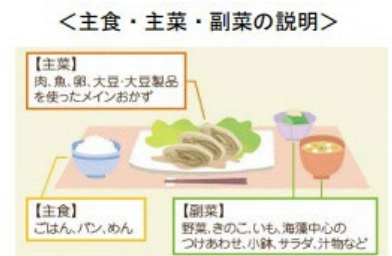 ＜主食・主菜・副菜の説明＞
【主菜】
肉、魚、卵、大豆・大豆製品
を使ったメインおかず
【主食】
ごはん、パン、めん
【副菜】
野菜、きのこ、いも、海藻中心の
つけあわせ、小鉢、サラダ、汁物など